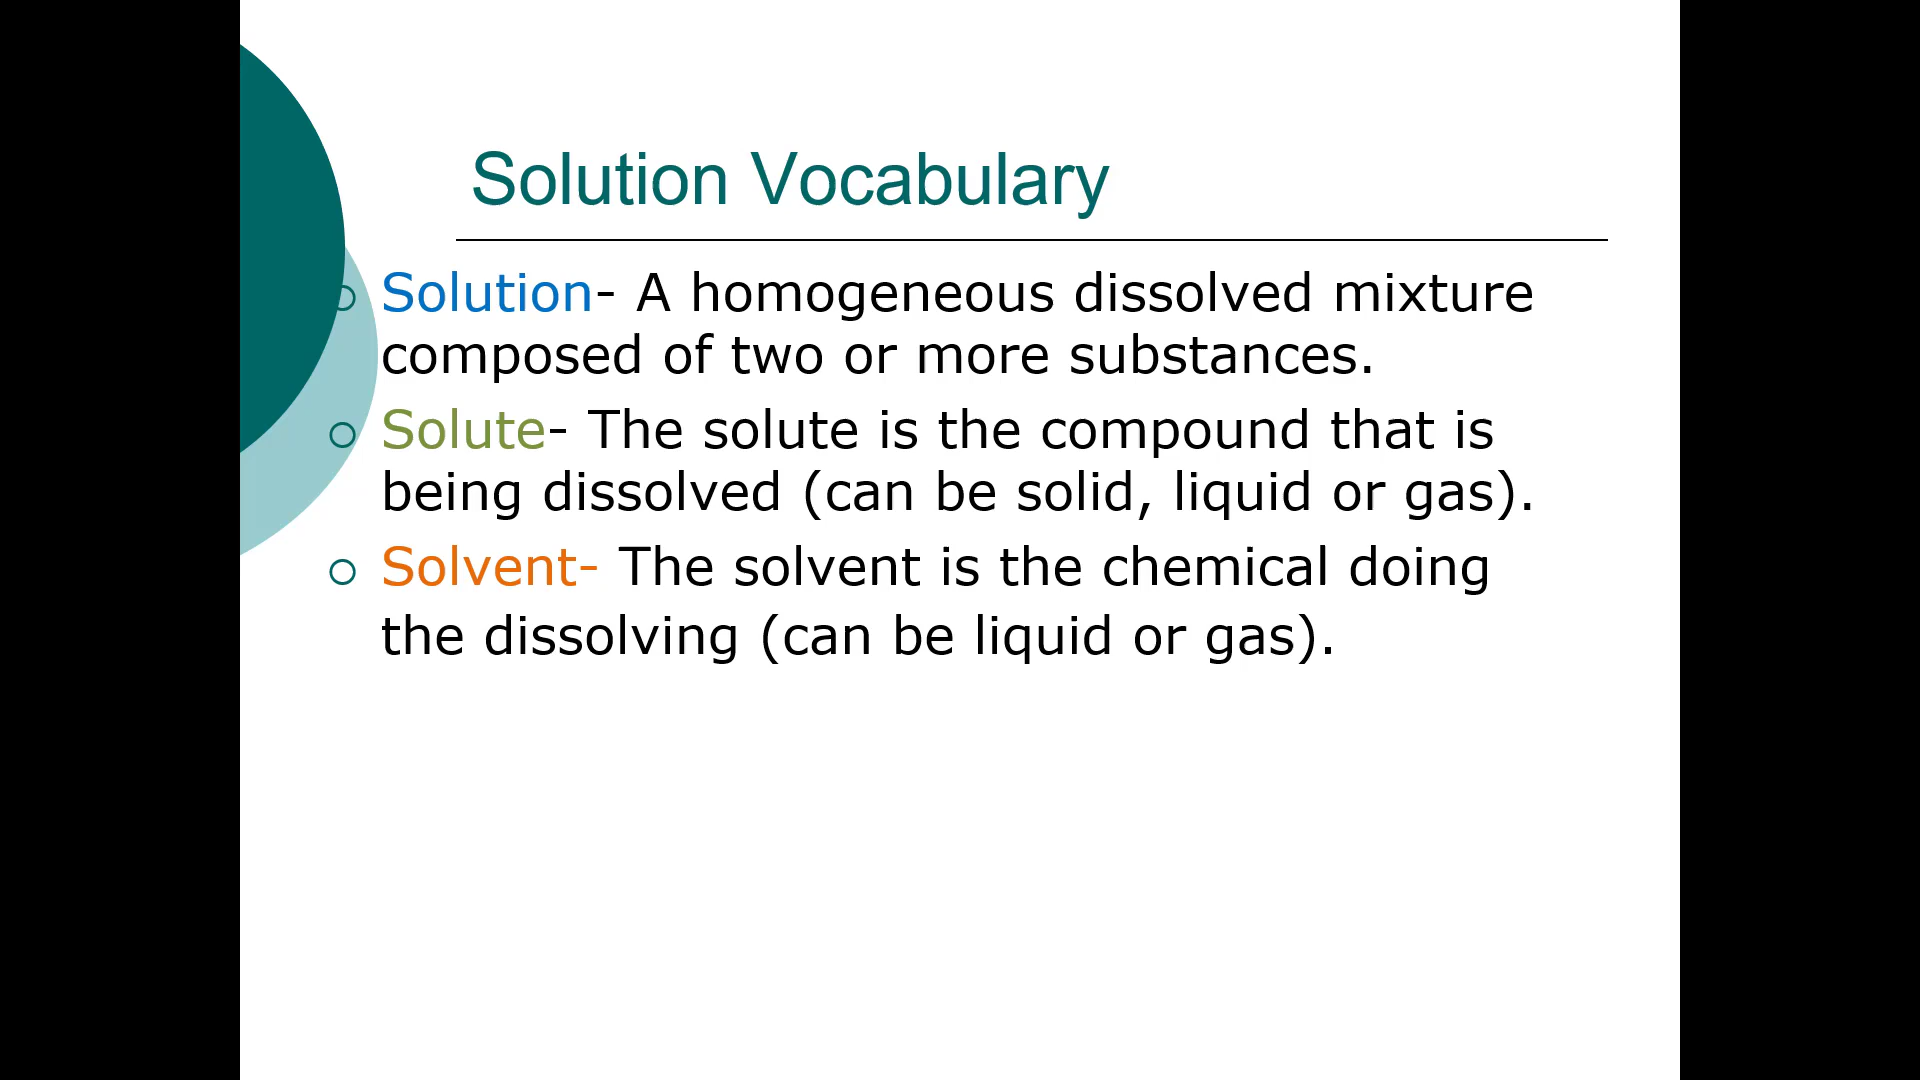 Solution Vocabulary
Solution- A homogeneous dissolved mixture
composed of two or more substances.
Solute- The solute is the compound that is
being dissolved (can be solid, liquid or gas).
Solvent- The solvent is the chemical doing
the dissolving (can be liquid or gas).